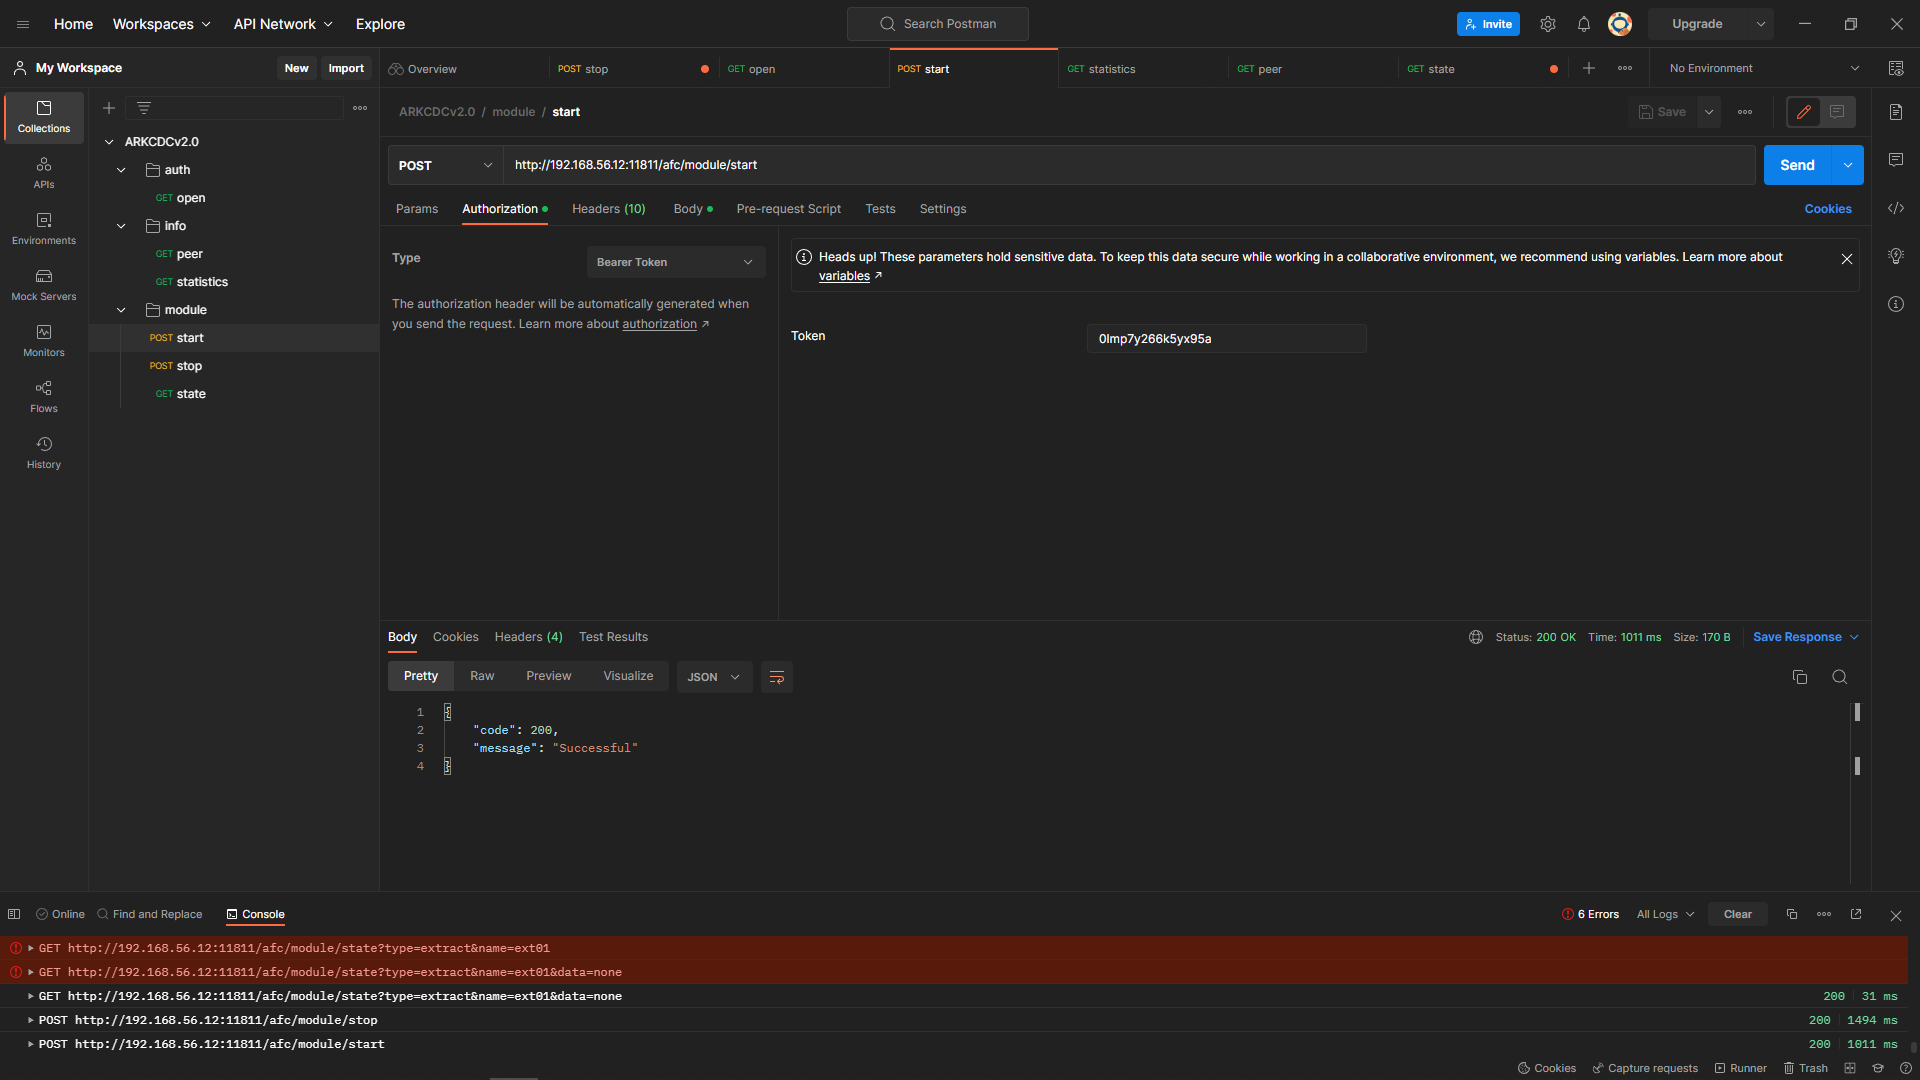 Home Workspaces API Network Explore Search Postman Invite Upgrade
My Workspace New Import
Overview POST stop GET open POST start GET statistics GET peer GET state No Environment
Collections
APIs
Environments
Mock Servers
Monitors
Flows
History
ARKCDCv2.0
auth
GET open
info
GET peer
GET statistics
module
POST start
POST stop
GET state
ARKCDCv2.0 / module / start Save
POST http://192.168.56.12:11811/afc/module/start Send
Params Authorization Headers (10) Body Pre-request Script Tests Settings Cookies
Type Bearer Token
The authorization header will be automatically generated when
you send the request. Learn more about authorization ↗
Heads up! These parameters hold sensitive data. To keep this data secure while working in a collaborative environment, we recommend using variables. Learn more about
variables ↗
Token 0lmp7y266k5yx95a
Body Cookies Headers (4) Test Results Status: 200 OK Time: 1011 ms Size: 170 B Save Response
Pretty Raw Preview Visualize JSON
1 {
2 "code": 200,
3 "message": "Successful"
4 }
Online Find and Replace Console 6 Errors All Logs Clear
GET http://192.168.56.12:11811/afc/module/state?type=extract&name=ext01
GET http://192.168.56.12:11811/afc/module/state?type=extract&name=ext01&data=none
GET http://192.168.56.12:11811/afc/module/state?type=extract&name=ext01&data=none 200 31 ms
POST http://192.168.56.12:11811/afc/module/stop 200 1494 ms
POST http://192.168.56.12:11811/afc/module/start 200 1011 ms
Cookies Capture requests Runner Trash